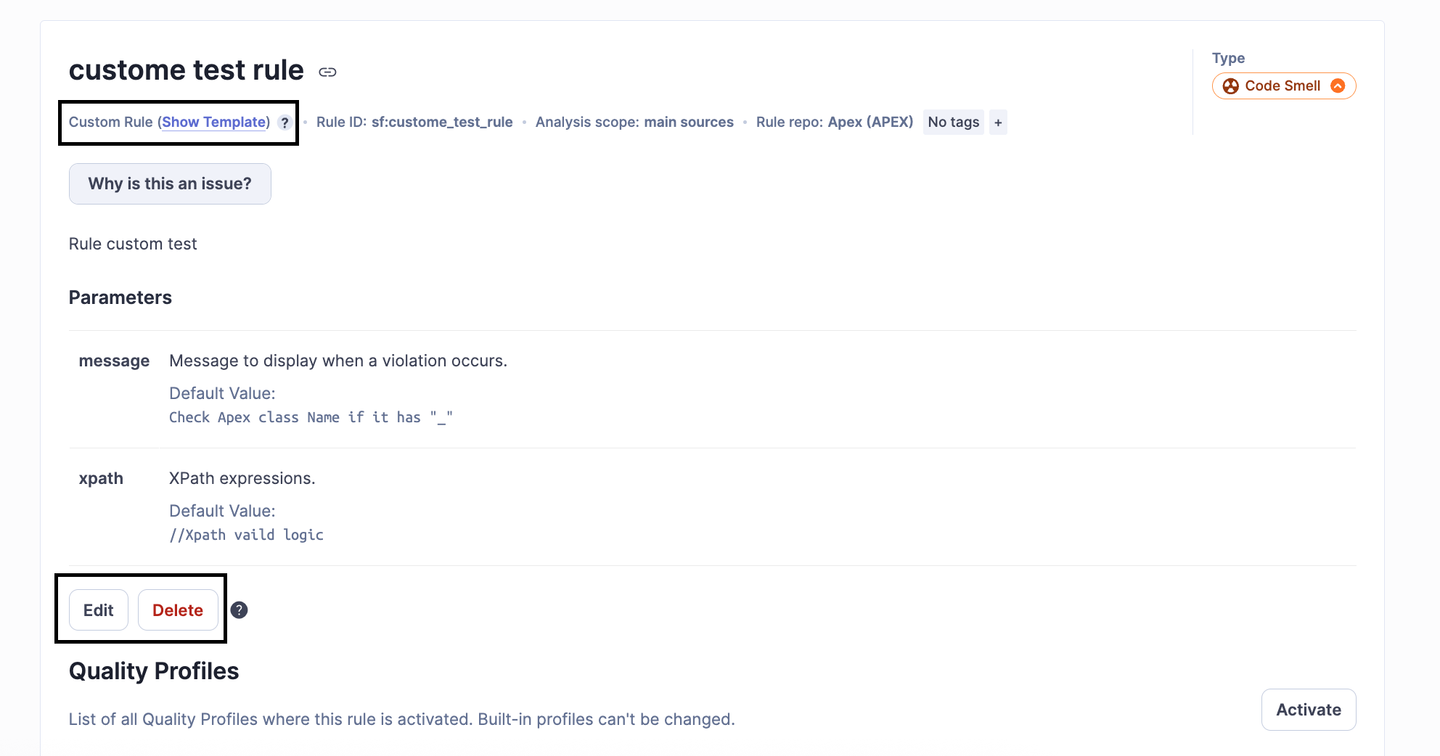 custome test rule
Type
Code Smell
Custom Rule (Show Template) ? • Rule ID: sf:custome_test_rule • Analysis scope: main sources • Rule repo: Apex (APEX) No tags +
Why is this an issue?
Rule custom test
Parameters
message Message to display when a violation occurs.
Default Value:
Check Apex class Name if it has "_"
xpath XPath expressions.
Default Value:
//Xpath vaild logic
Edit Delete ?
Quality Profiles
List of all Quality Profiles where this rule is activated. Built-in profiles can't be changed.
Activate